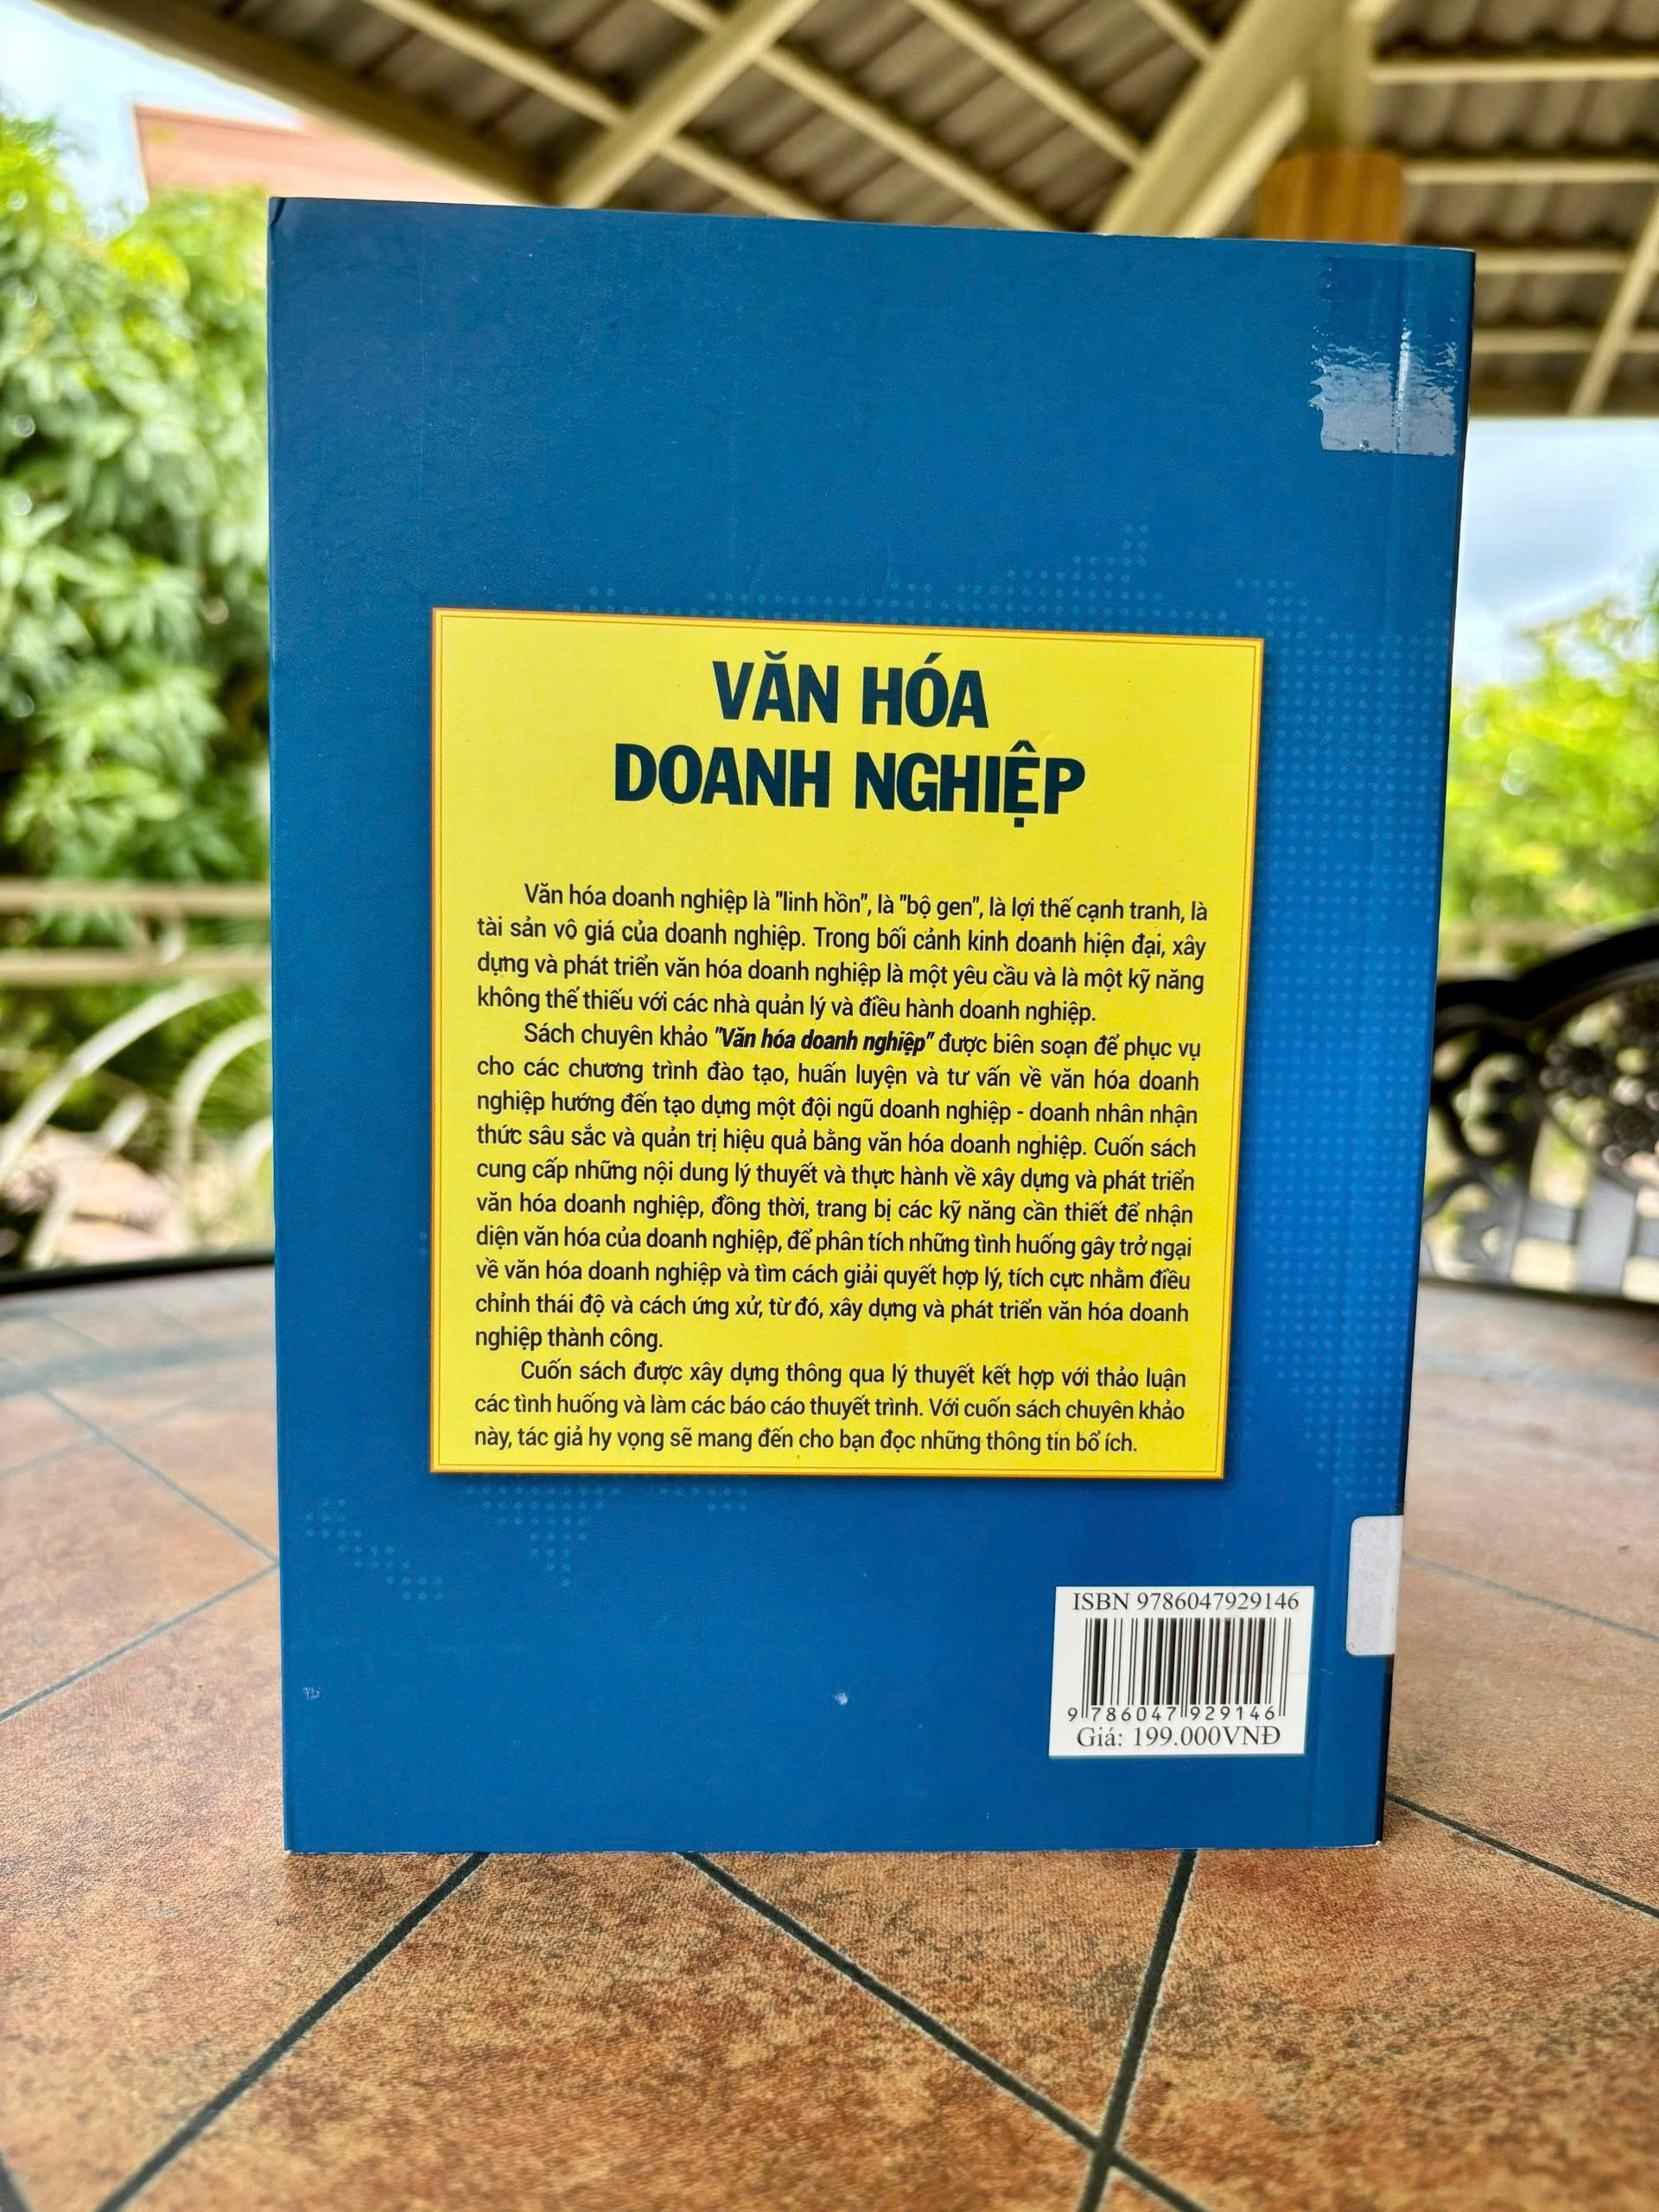 VĂN HÓA
DOANH NGHIỆP
Văn hóa doanh nghiệp là "linh hồn", là "bộ gen", là lợi thế cạnh tranh, là
tài sản vô giá của doanh nghiệp. Trong bối cảnh kinh doanh hiện đại, xây
dựng và phát triển văn hóa doanh nghiệp là một yêu cầu và là một kỹ năng
không thể thiếu với các nhà quản lý và điều hành doanh nghiệp.
Sách chuyên khảo "Văn hóa doanh nghiệp" được biên soạn để phục vụ
cho các chương trình đào tạo, huấn luyện và tư vấn về văn hóa doanh
nghiệp hướng đến tạo dựng một đội ngũ doanh nghiệp - doanh nhân nhận
thức sâu sắc và quản trị hiệu quả bằng văn hóa doanh nghiệp. Cuốn sách
cung cấp những nội dung lý thuyết và thực hành về xây dựng và phát triển
văn hóa doanh nghiệp, đồng thời, trang bị các kỹ năng cần thiết để nhận
diện văn hóa của doanh nghiệp, để phân tích những tình huống gây trở ngại
về văn hóa doanh nghiệp và tìm cách giải quyết hợp lý, tích cực nhằm điều
chỉnh thái độ và cách ứng xử, từ đó, xây dựng và phát triển văn hóa doanh
nghiệp thành công.
Cuốn sách được xây dựng thông qua lý thuyết kết hợp với thảo luận
các tình huống và làm các báo cáo thuyết trình. Với cuốn sách chuyên khảo
này, tác giả hy vọng sẽ mang đến cho bạn đọc những thông tin bổ ích.
ISBN 9786047929146
9 786047 929146
Giá: 199.000VNĐ